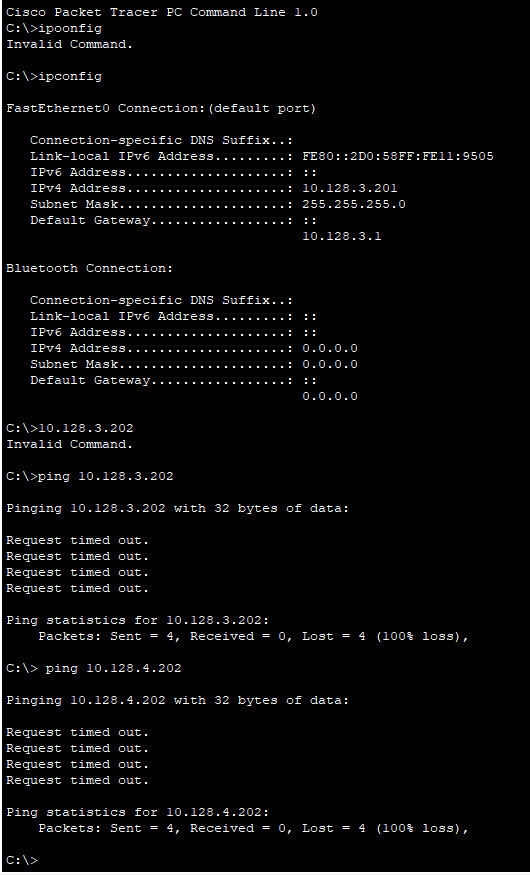 Cisco Packet Tracer PC Command Line 1.0
C:\>ipoonfig
Invalid Command.
C:\>ipconfig
FastEthernet0 Connection:(default port)
Connection-specific DNS Suffix..:
Link-local IPv6 Address.........: FE80::2D0:58FF:FE11:9505
IPv6 Address....................: ::
IPv4 Address....................: 10.128.3.201
Subnet Mask.....................: 255.255.255.0
Default Gateway.................: ::
10.128.3.1
Bluetooth Connection:
Connection-specific DNS Suffix..:
Link-local IPv6 Address.........: ::
IPv6 Address....................: ::
IPv4 Address....................: 0.0.0.0
Subnet Mask.....................: 0.0.0.0
Default Gateway.................: ::
0.0.0.0
C:\>10.128.3.202
Invalid Command.
C:\>ping 10.128.3.202
Pinging 10.128.3.202 with 32 bytes of data:
Request timed out.
Request timed out.
Request timed out.
Request timed out.
Ping statistics for 10.128.3.202:
Packets: Sent = 4, Received = 0, Lost = 4 (100% loss),
C:\> ping 10.128.4.202
Pinging 10.128.4.202 with 32 bytes of data:
Request timed out.
Request timed out.
Request timed out.
Request timed out.
Ping statistics for 10.128.4.202:
Packets: Sent = 4, Received = 0, Lost = 4 (100% loss),
C:\>